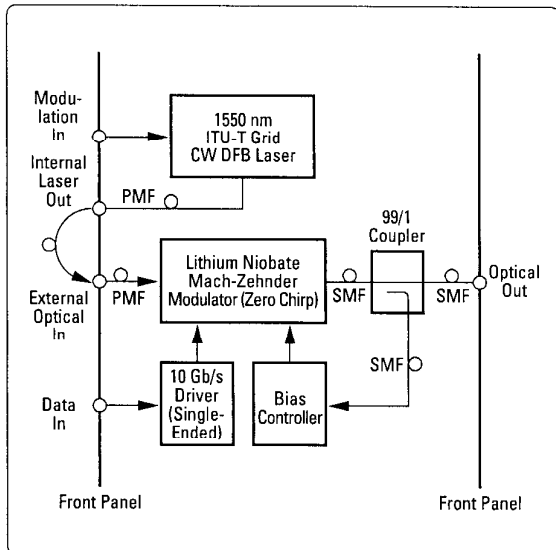 Modu-
lation
In
1550 nm
ITU-T Grid
CW DFB Laser
Internal
Laser
Out
PMF
99/1
Coupler
Lithium Niobate
Mach-Zehnder
Modulator (Zero Chirp)
PMF
SMF
SMF
Optical
Out
External
Optical
In
SMF
10 Gb/s
Driver
(Single-
Ended)
Bias
Controller
Data
In
Front Panel
Front Panel